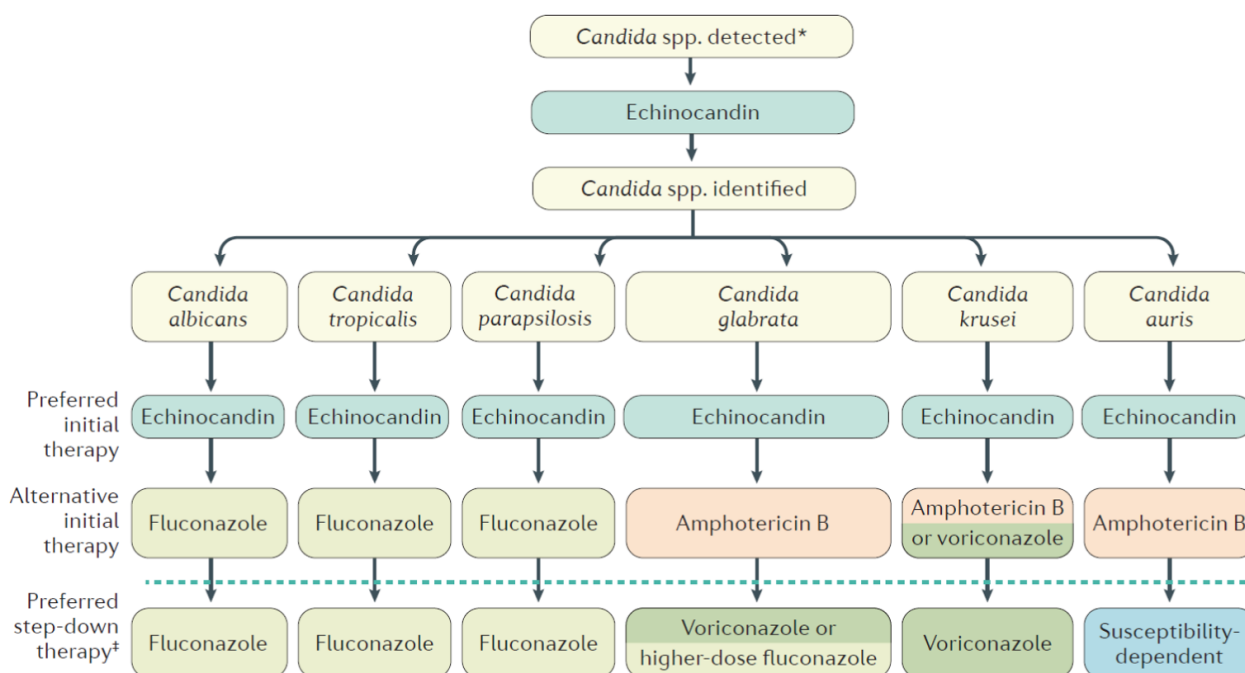 Candida spp. detected*
Echinocandin
Candida spp. identified
Candida
albicans
Candida
tropicalis
Candida
parapsilosis
Candida
glabrata
Candida
krusei
Candida
auris
Preferred
initial
therapy
Echinocandin
Echinocandin
Echinocandin
Echinocandin
Echinocandin
Echinocandin
Alternative
initial
therapy
Fluconazole
Fluconazole
Fluconazole
Amphotericin B
Amphotericin B
or voriconazole
Amphotericin B
Preferred
step-down
therapy‡
Fluconazole
Fluconazole
Fluconazole
Voriconazole or
higher-dose fluconazole
Voriconazole
Susceptibility-
dependent